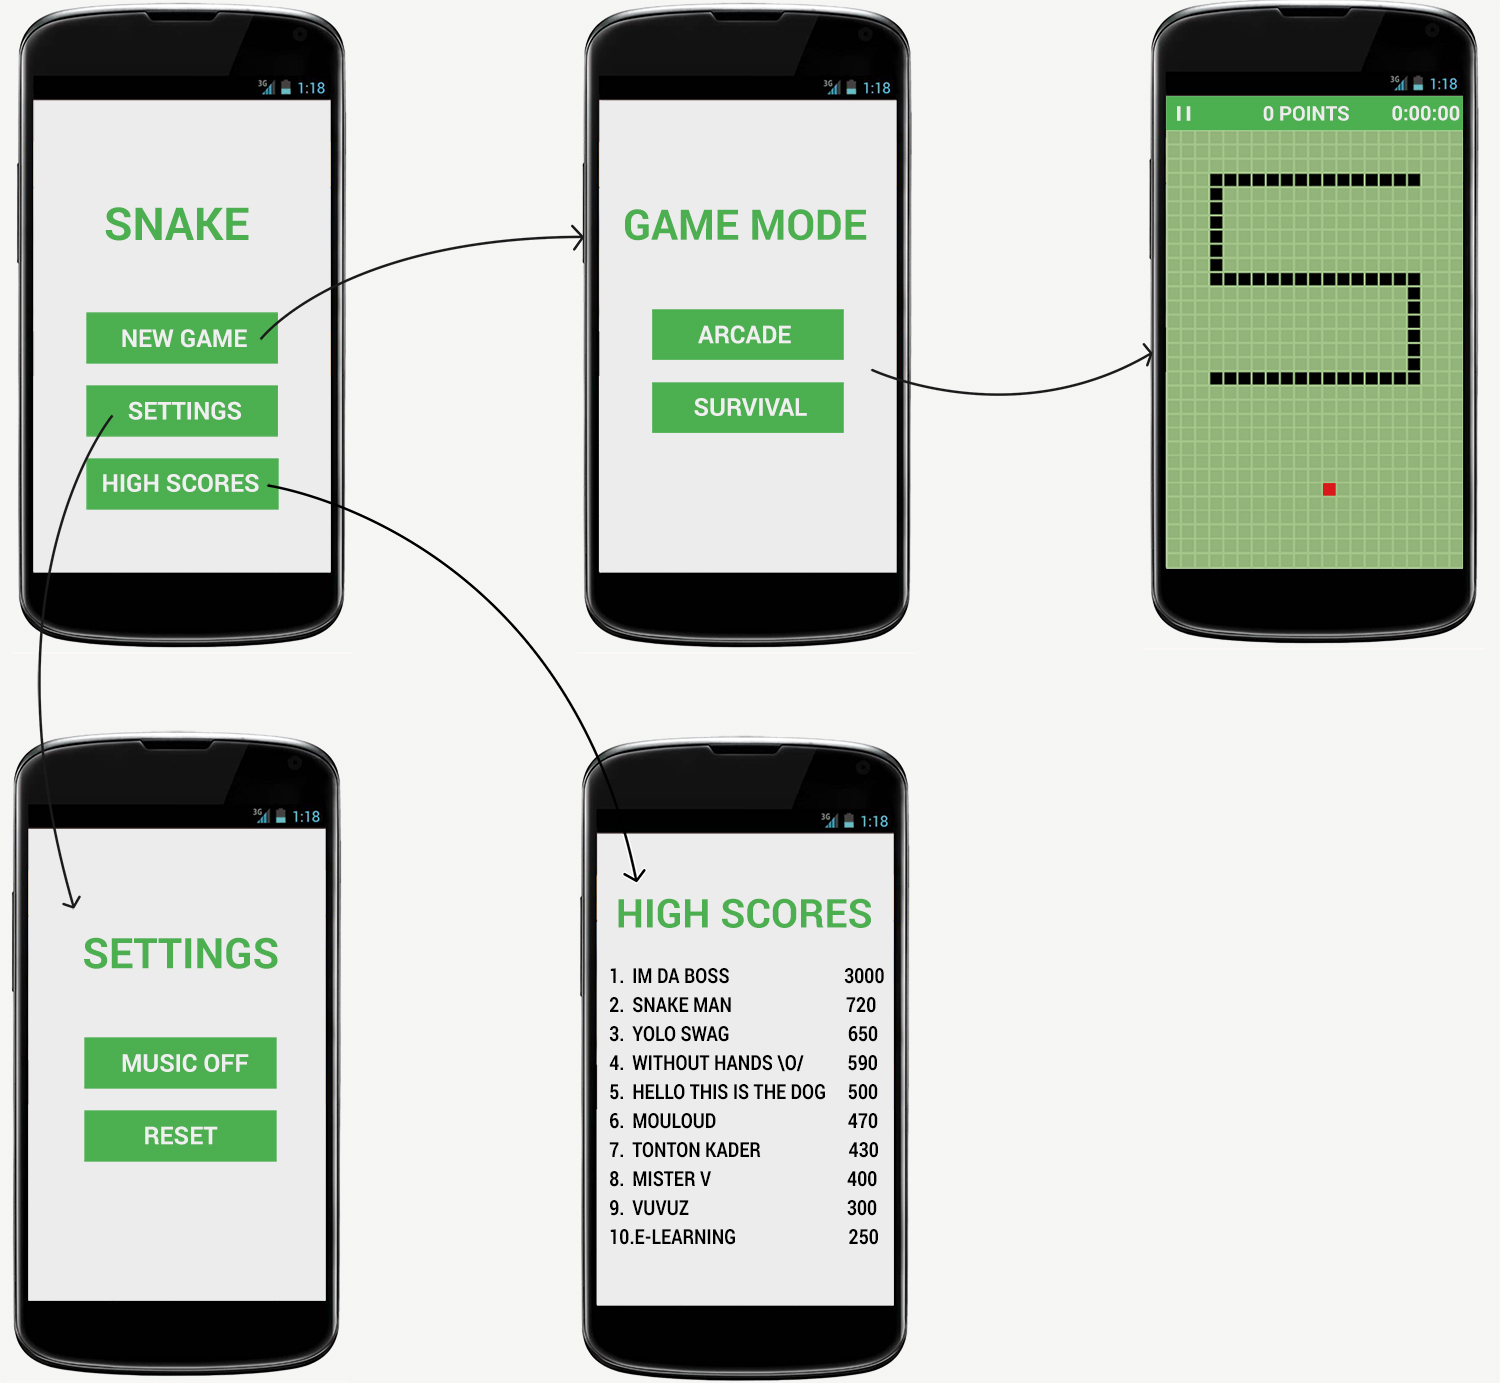 3G 1:18
SNAKE
NEW GAME
SETTINGS
HIGH SCORES
3G 1:18
GAME MODE
ARCADE
SURVIVAL
3G 1:18
0 POINTS 0:00:00
3G 1:18
SETTINGS
MUSIC OFF
RESET
3G 1:18
HIGH SCORES
1. IM DA BOSS 3000
2. SNAKE MAN 720
3. YOLO SWAG 650
4. WITHOUT HANDS \O/ 590
5. HELLO THIS IS THE DOG 500
6. MOULOUD 470
7. TONTON KADER 430
8. MISTER V 400
9. VUVUZ 300
10.E-LEARNING 250